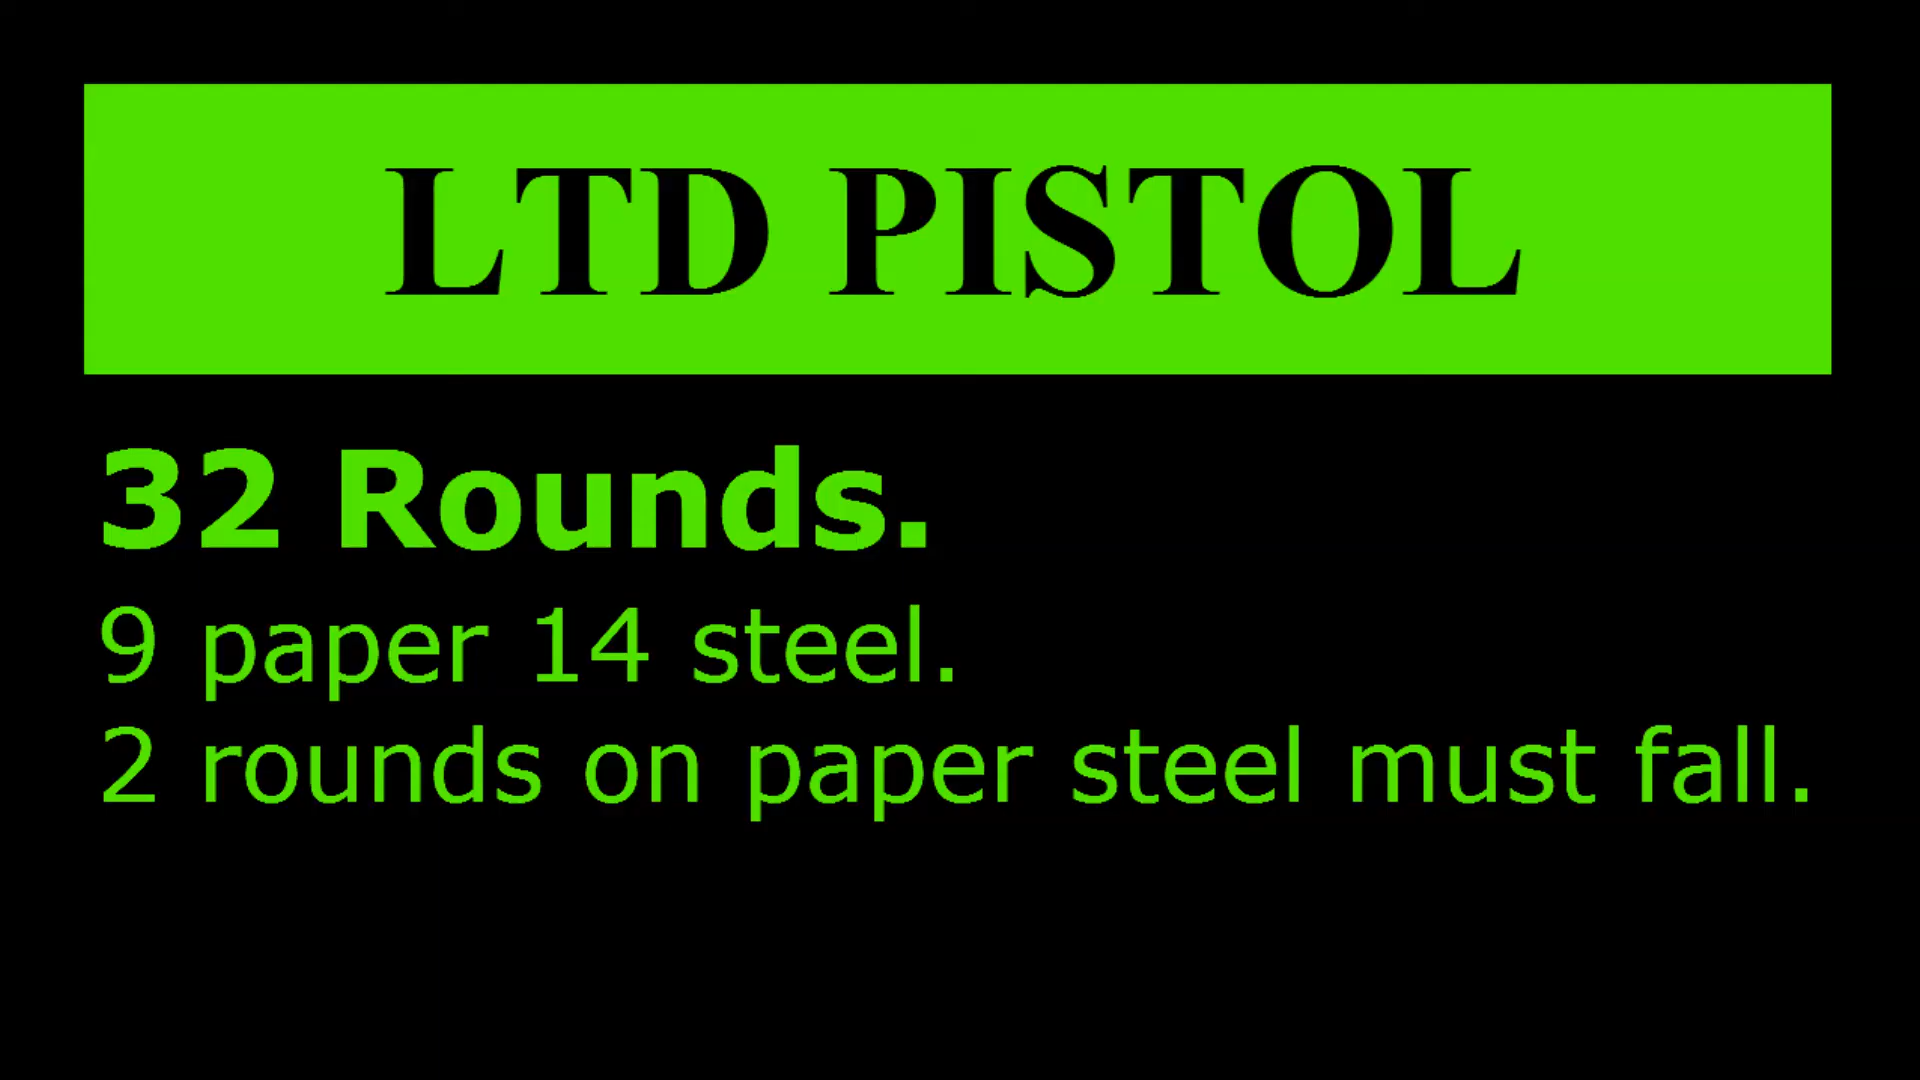 LTD PISTOL
32 Rounds.
9 paper 14 steel.
2 rounds on paper steel must fall.